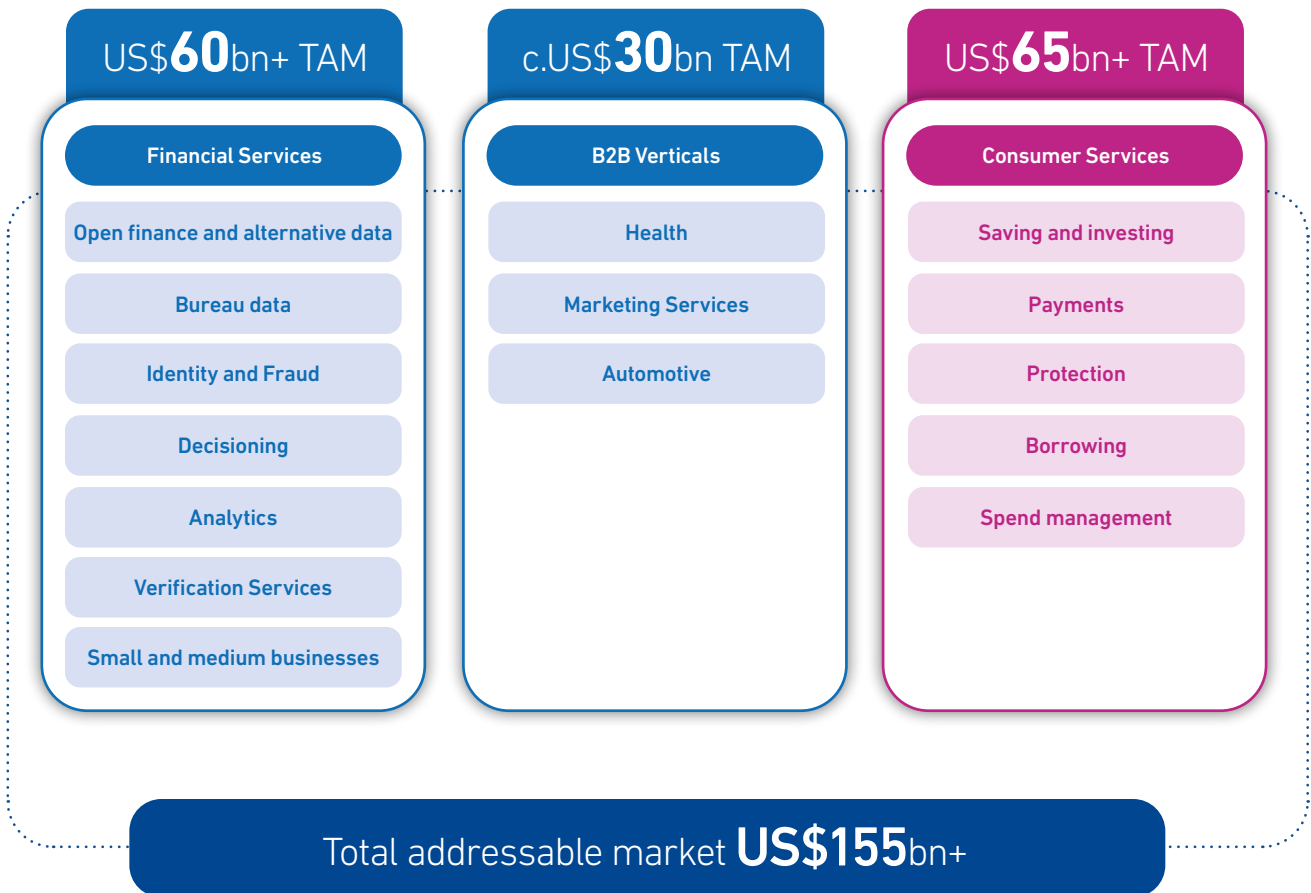 US$60bn+ TAM
Financial Services
Open finance and alternative data
Bureau data
Identity and Fraud
Decisioning
Analytics
Verification Services
Small and medium businesses
c.US$30bn TAM
B2B Verticals
Health
Marketing Services
Automotive
US$65bn+ TAM
Consumer Services
Saving and investing
Payments
Protection
Borrowing
Spend management
Total addressable market US$155bn+